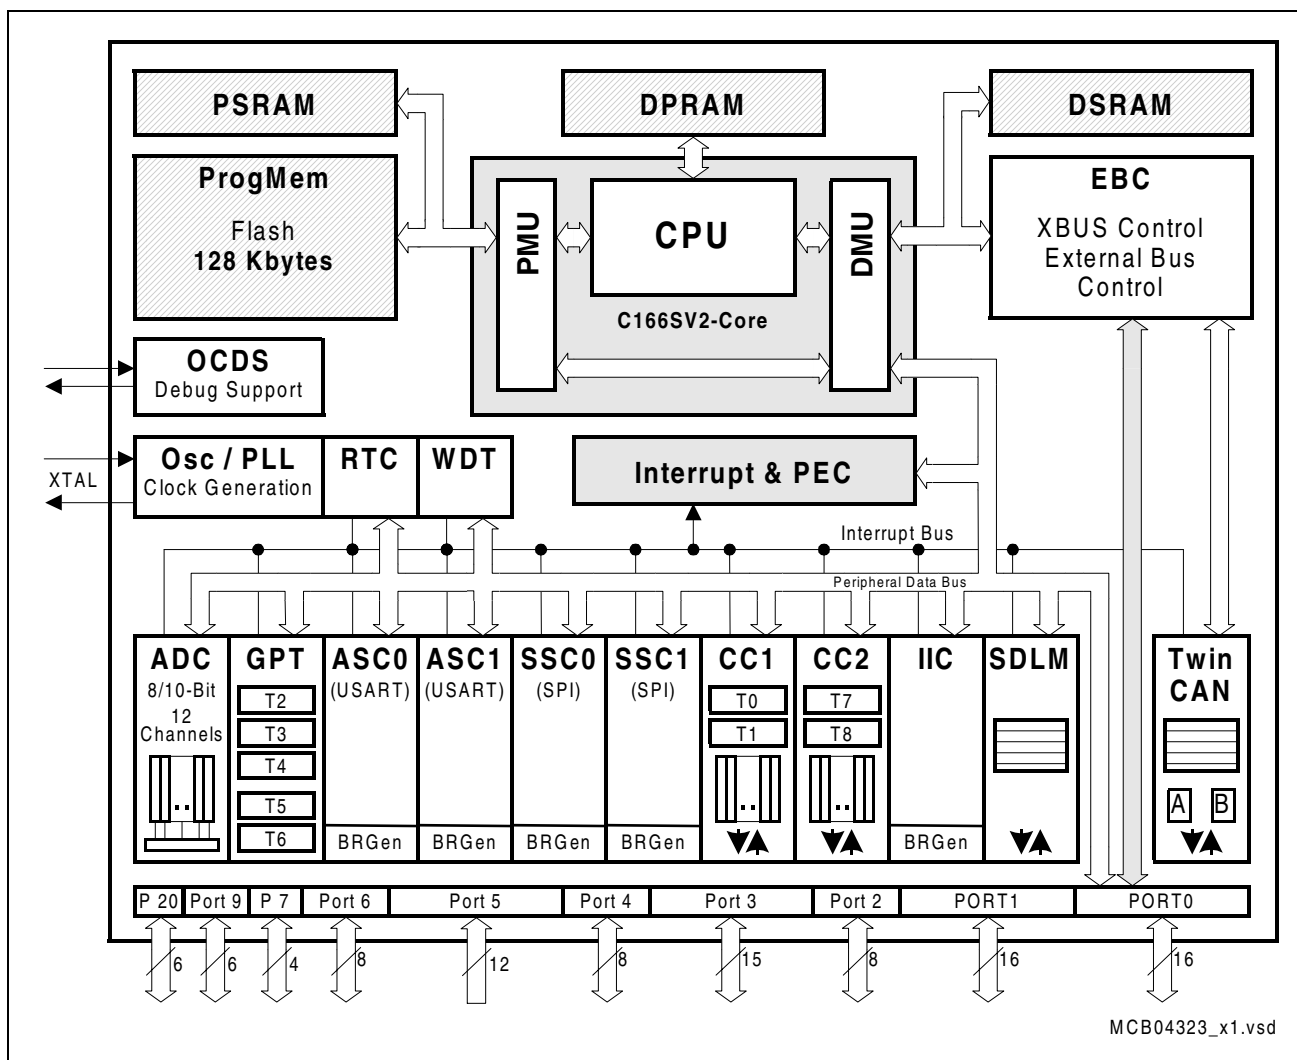 PSRAM
DPRAM
DSRAM
ProgMem
Flash
128 Kbytes
PMU
CPU
DMU
C166SV2-Core
EBC
XBUS Control
External Bus
Control
OCDS
Debug Support
XTAL
Osc / PLL
Clock Generation
RTC
WDT
Interrupt & PEC
Interrupt Bus
Peripheral Data Bus
ADC
8/10-Bit
12
Channels
GPT
T2
T3
T4
T5
T6
ASC0
(USART)
BRGen
ASC1
(USART)
BRGen
SSC0
(SPI)
BRGen
SSC1
(SPI)
BRGen
CC1
T0
T1
CC2
T7
T8
IIC
BRGen
SDLM
Twin
CAN
A
B
P 20
Port 9
P 7
Port 6
Port 5
Port 4
Port 3
Port 2
PORT1
PORT0
6
6
4
8
12
8
15
8
16
16
MCB04323_x1.vsd